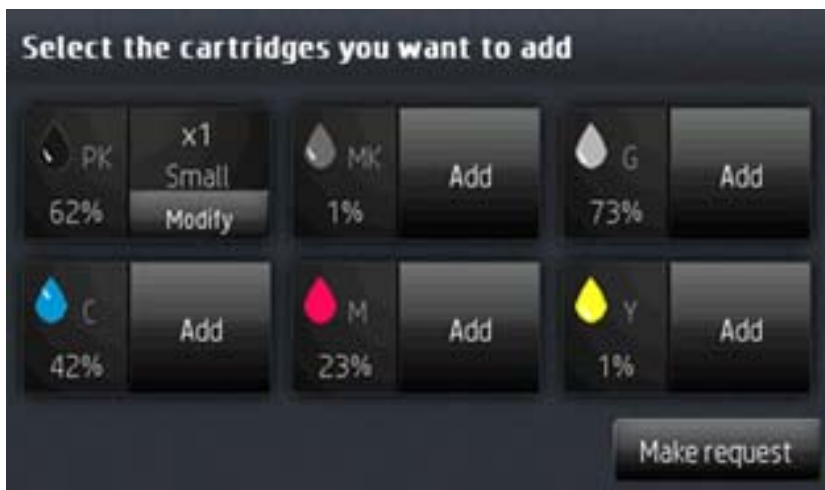 Select the cartridges you want to add
PK
62%
x1
Small
Modify
MK
1%
Add
G
73%
Add
C
42%
Add
M
23%
Add
Y
1%
Add
Make request